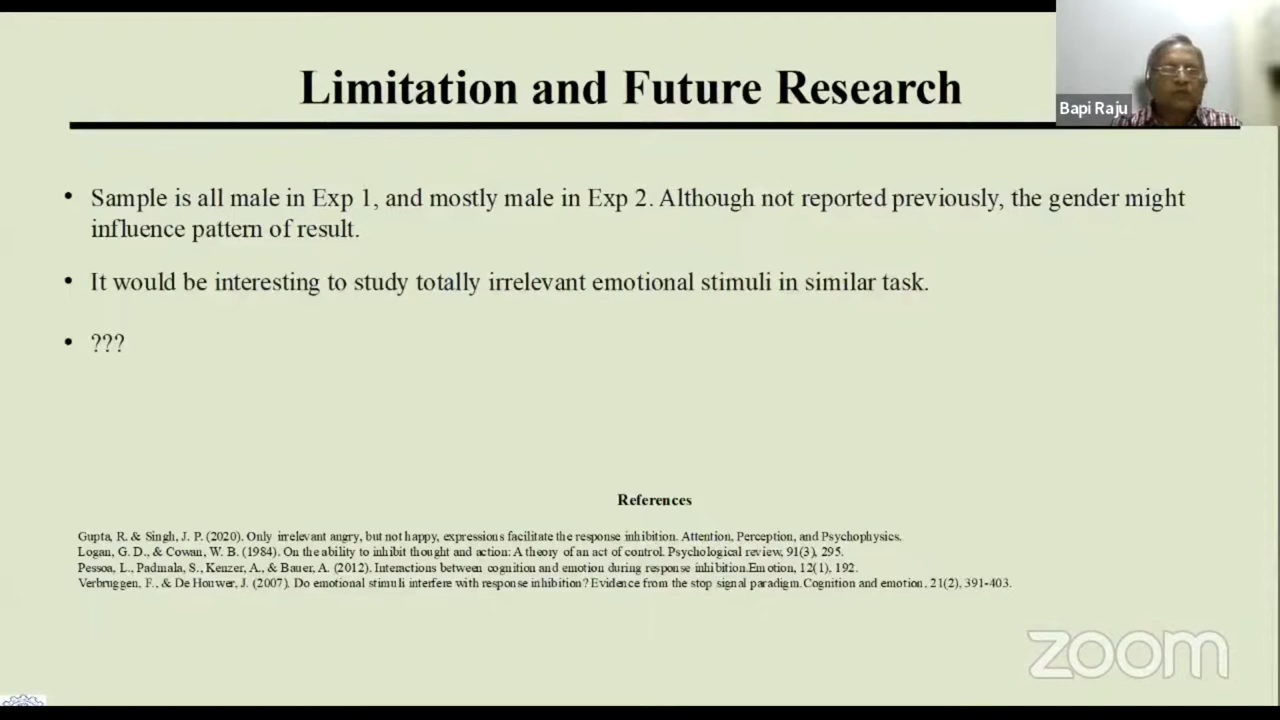 Limitation and Future Research
Bapi Raju
• Sample is all male in Exp 1, and mostly male in Exp 2. Although not reported previously, the gender might
influence pattern of result.
• It would be interesting to study totally irrelevant emotional stimuli in similar task.
• ???
References
Gupta, R. & Singh, J. P. (2020). Only irrelevant angry, but not happy, expressions facilitate the response inhibition. Attention, Perception, and Psychophysics.
Logan, G. D., & Cowan, W. B. (1984). On the ability to inhibit thought and action: A theory of an act of control. Psychological review, 91(3), 295.
Pessoa, L., Padmala, S., Kenzer, A., & Bauer, A. (2012). Interactions between cognition and emotion during response inhibition.Emotion, 12(1), 192.
Verbruggen, F., & De Houwer, J. (2007). Do emotional stimuli interfere with response inhibition? Evidence from the stop signal paradigm.Cognition and emotion, 21(2), 391-403.
zoom